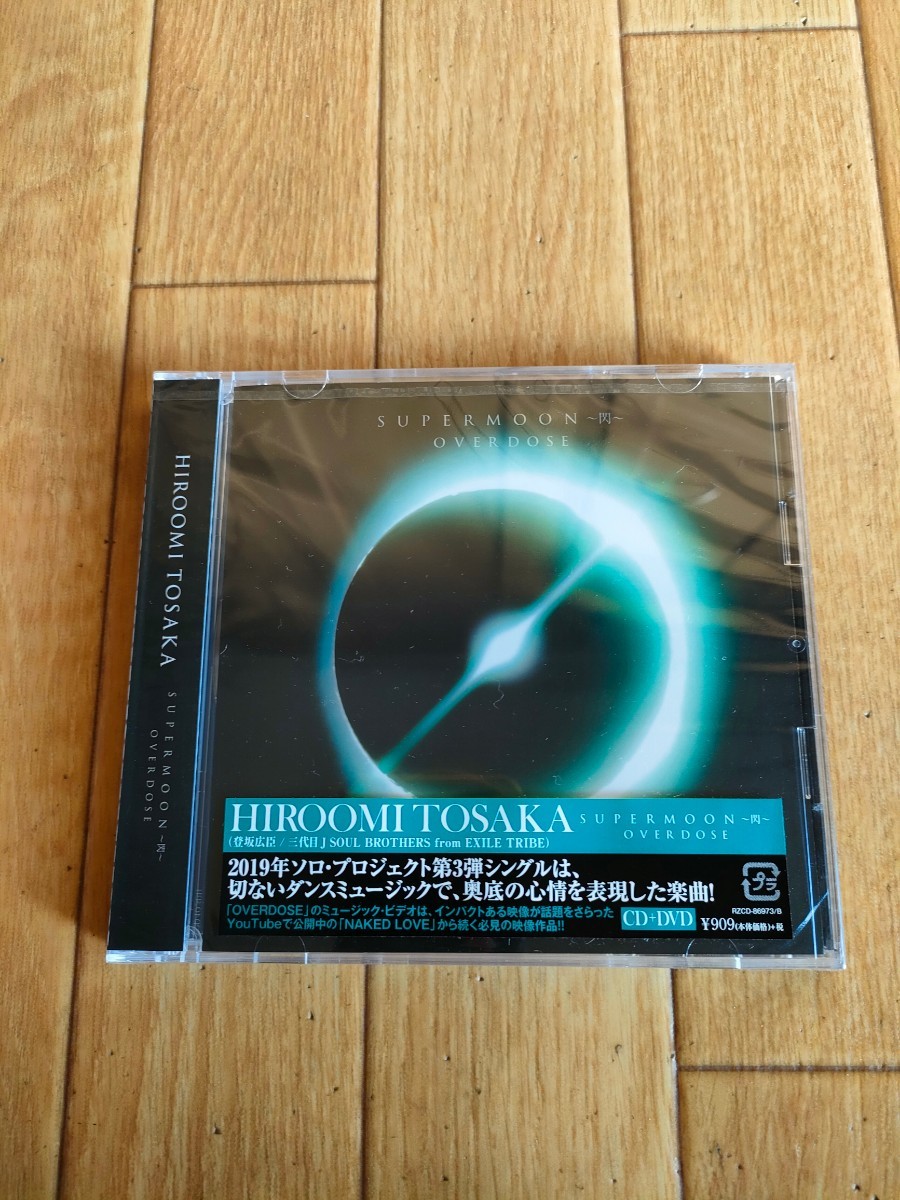 SUPERMOON ~閃~
OVERDOSE
HIROOMI TOSAKA
SUPERMOON ~閃~
OVERDOSE
HIROOMI TOSAKA
SUPERMOON ~閃~
OVERDOSE
(登坂広臣 / 三代目 J SOUL BROTHERS from EXILE TRIBE)
2019年ソロ・プロジェクト第3弾シングルは、
切ないダンスミュージックで、奥底の心情を表現した楽曲!
「OVERDOSE」のミュージック・ビデオは、インパクトある映像が話題をさらった
YouTubeで公開中の「NAKED LOVE」から続く必見の映像作品!!
CD+DVD
プラ
RZCD-86973/B
¥909(本体価格)+税